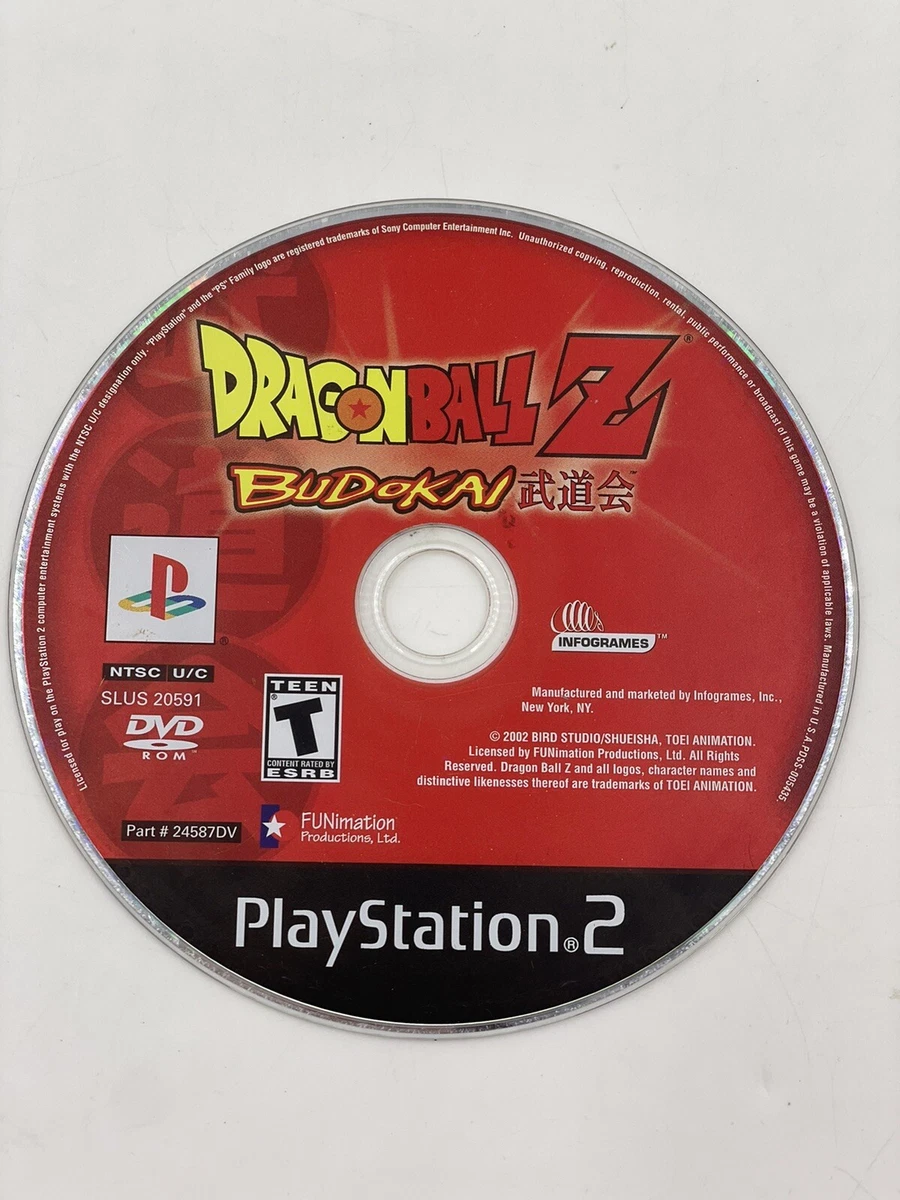 Licensed for play on the PlayStation 2 computer entertainment systems with the NTSC U/C designation only. "PlayStation" and the "PS" Family logo are registered trademarks of Sony Computer Entertainment Inc. Unauthorized copying, reproduction, rental, public performance or broadcast of this game may be a violation of applicable laws. Manufactured in U.S.A. PDSS-005435.
DRAGON BALL Z®
BUDOKAI 武道会™
®
INFOGRAMES™
NTSC U/C
SLUS 20591
DVD
ROM™
TEEN
T
®
CONTENT RATED BY
ESRB
Manufactured and marketed by Infogrames, Inc.,
New York, NY.
© 2002 BIRD STUDIO/SHUEISHA, TOEI ANIMATION.
Licensed by FUNimation Productions, Ltd. All Rights
Reserved. Dragon Ball Z and all logos, character names and
distinctive likenesses thereof are trademarks of TOEI ANIMATION.
Part # 24587DV
FUNimation™
Productions, Ltd.
PlayStation®2